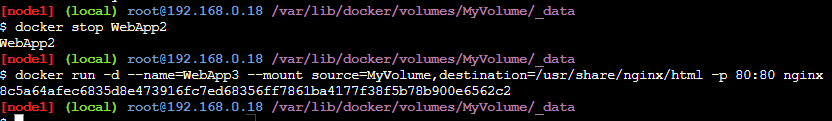 [node1] (local) root@192.168.0.18 /var/lib/docker/volumes/MyVolume/_data
$ docker stop WebApp2
WebApp2
[node1] (local) root@192.168.0.18 /var/lib/docker/volumes/MyVolume/_data
$ docker run -d --name=WebApp3 --mount source=MyVolume,destination=/usr/share/nginx/html -p 80:80 nginx
8c5a64afec6835d8e473916fc7ed68356ff7861ba4177f38f5b78b900e6562c2
[node1] (local) root@192.168.0.18 /var/lib/docker/volumes/MyVolume/_data
$